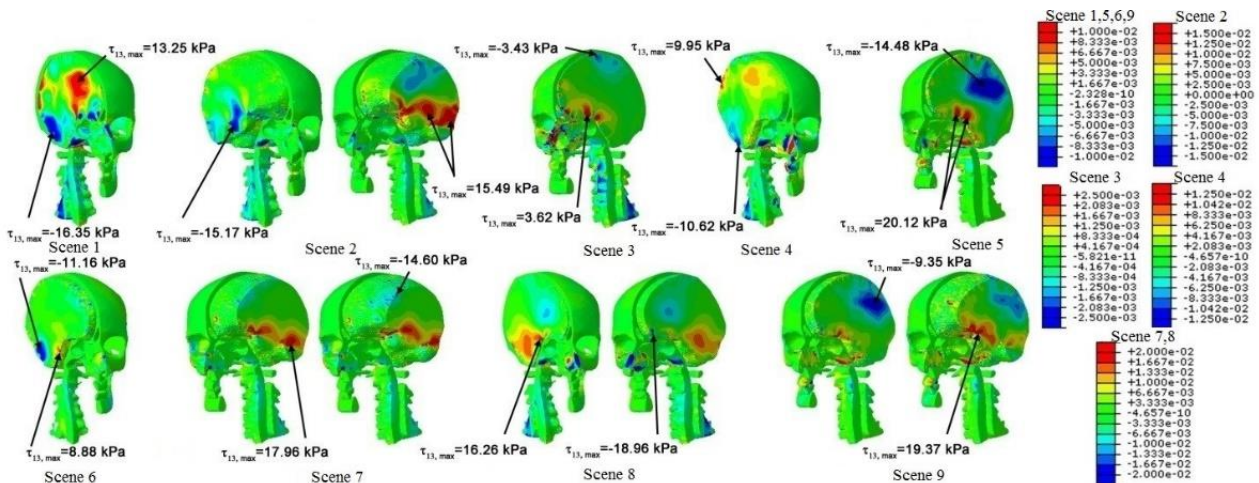 τ13, max=13.25 kPa
τ13, max=-16.35 kPa
Scene 1
τ13, max=-15.17 kPa
τ13, max=15.49 kPa
Scene 2
τ13, max=-3.43 kPa
τ13, max=3.62 kPa
Scene 3
τ13, max=9.95 kPa
τ13, max=-10.62 kPa
Scene 4
τ13, max=-14.48 kPa
τ13, max=20.12 kPa
Scene 5
τ13, max=-11.16 kPa
τ13, max=8.88 kPa
Scene 6
τ13, max=17.96 kPa
τ13, max=-14.60 kPa
Scene 7
τ13, max=16.26 kPa
τ13, max=-18.96 kPa
Scene 8
τ13, max=-9.35 kPa
τ13, max=19.37 kPa
Scene 9
Scene 1,5,6,9
+1.000e-02
+8.333e-03
+6.667e-03
+5.000e-03
+3.333e-03
+1.667e-03
-2.328e-10
-1.667e-03
-3.333e-03
-5.000e-03
-6.667e-03
-8.333e-03
-1.000e-02
Scene 2
+1.500e-02
+1.250e-02
+1.000e-02
+7.500e-03
+5.000e-03
+2.500e-03
+0.000e+00
-2.500e-03
-5.000e-03
-7.500e-03
-1.000e-02
-1.250e-02
-1.500e-02
Scene 3
+2.500e-03
+2.083e-03
+1.667e-03
+1.250e-03
+8.333e-04
+4.167e-04
-5.821e-11
-4.167e-04
-8.333e-04
-1.250e-03
-1.667e-03
-2.083e-03
-2.500e-03
Scene 4
+1.250e-02
+1.042e-02
+8.333e-03
+6.250e-03
+4.167e-03
+2.083e-03
-4.657e-10
-2.083e-03
-4.167e-03
-6.250e-03
-8.333e-03
-1.042e-02
-1.250e-02
Scene 7,8
+2.000e-02
+1.667e-02
+1.333e-02
+1.000e-02
+6.667e-03
+3.333e-03
-4.657e-10
-3.333e-03
-6.667e-03
-1.000e-02
-1.333e-02
-1.667e-02
-2.000e-02